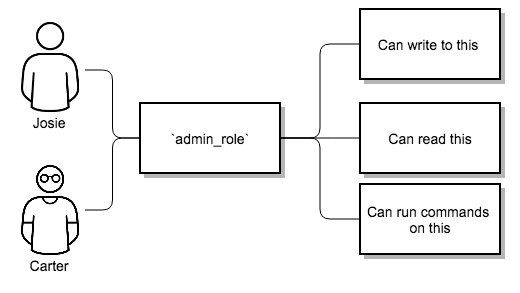 Josie
Carter
`admin_role`
Can write to this
Can read this
Can run commands
on this